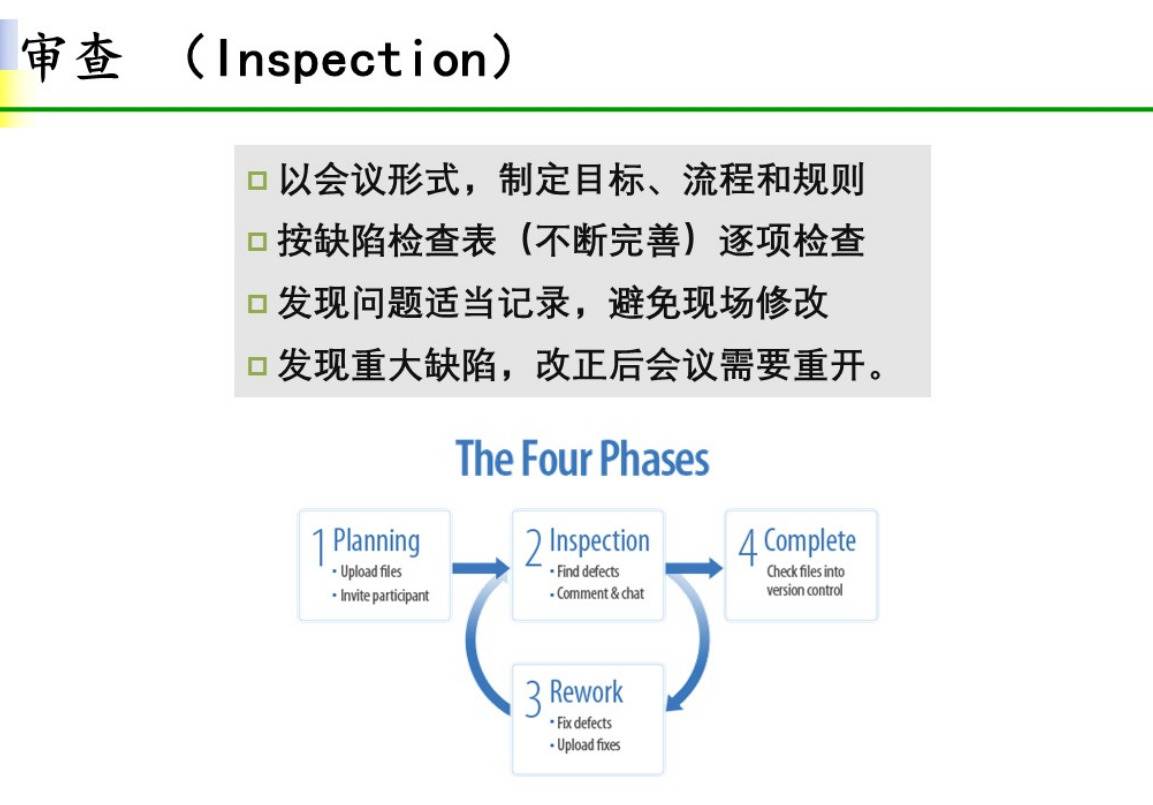 审查 （Inspection）
以会议形式，制定目标、流程和规则
按缺陷检查表（不断完善）逐项检查
发现问题适当记录，避免现场修改
发现重大缺陷，改正后会议需要重开。
The Four Phases
1 Planning
· Upload files
· Invite participant
2 Inspection
· Find defects
· Comment & chat
4 Complete
Check files into
version control
3 Rework
· Fix defects
· Upload fixes